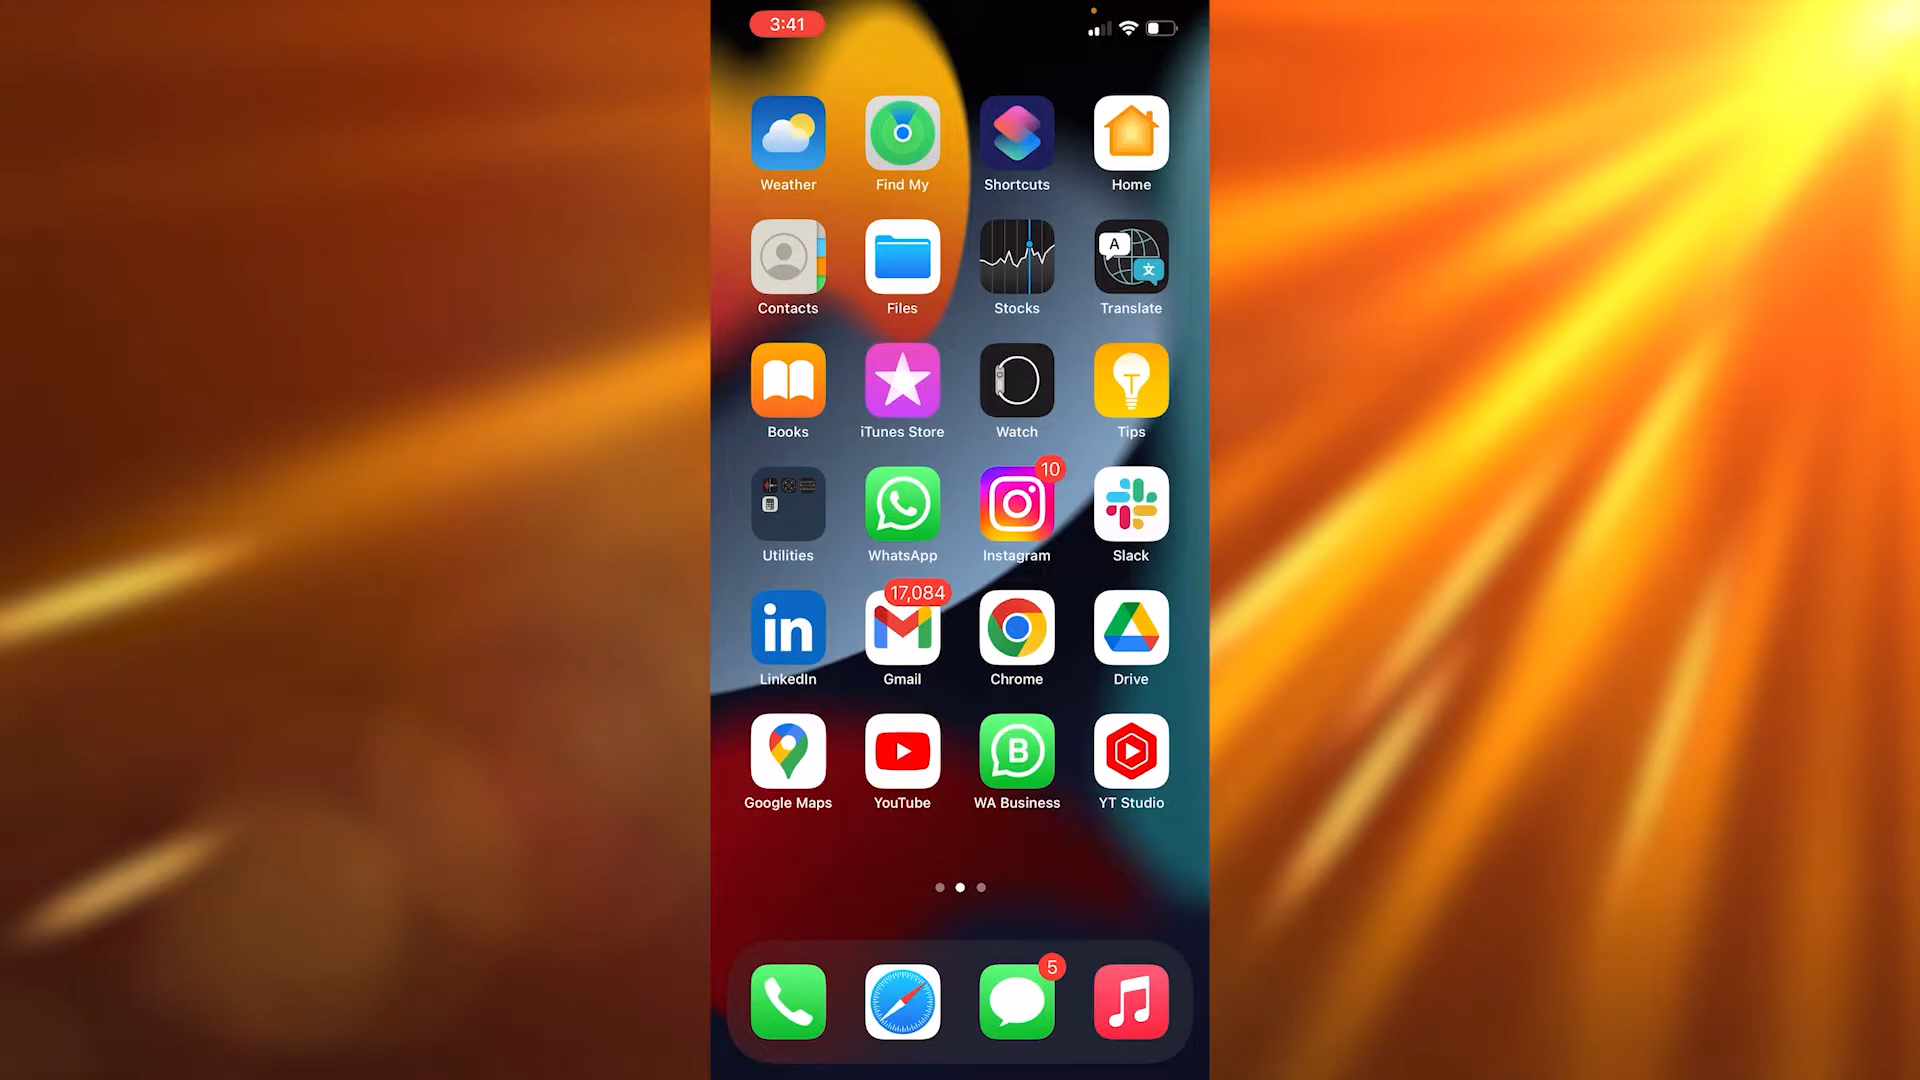 3:41
Weather
Find My
Shortcuts
Home
Contacts
Files
Stocks
A
文
Translate
Books
iTunes Store
Watch
Tips
Utilities
WhatsApp
10
Instagram
Slack
in
LinkedIn
17,084
Gmail
Chrome
Drive
Google Maps
YouTube
B
WA Business
YT Studio
5